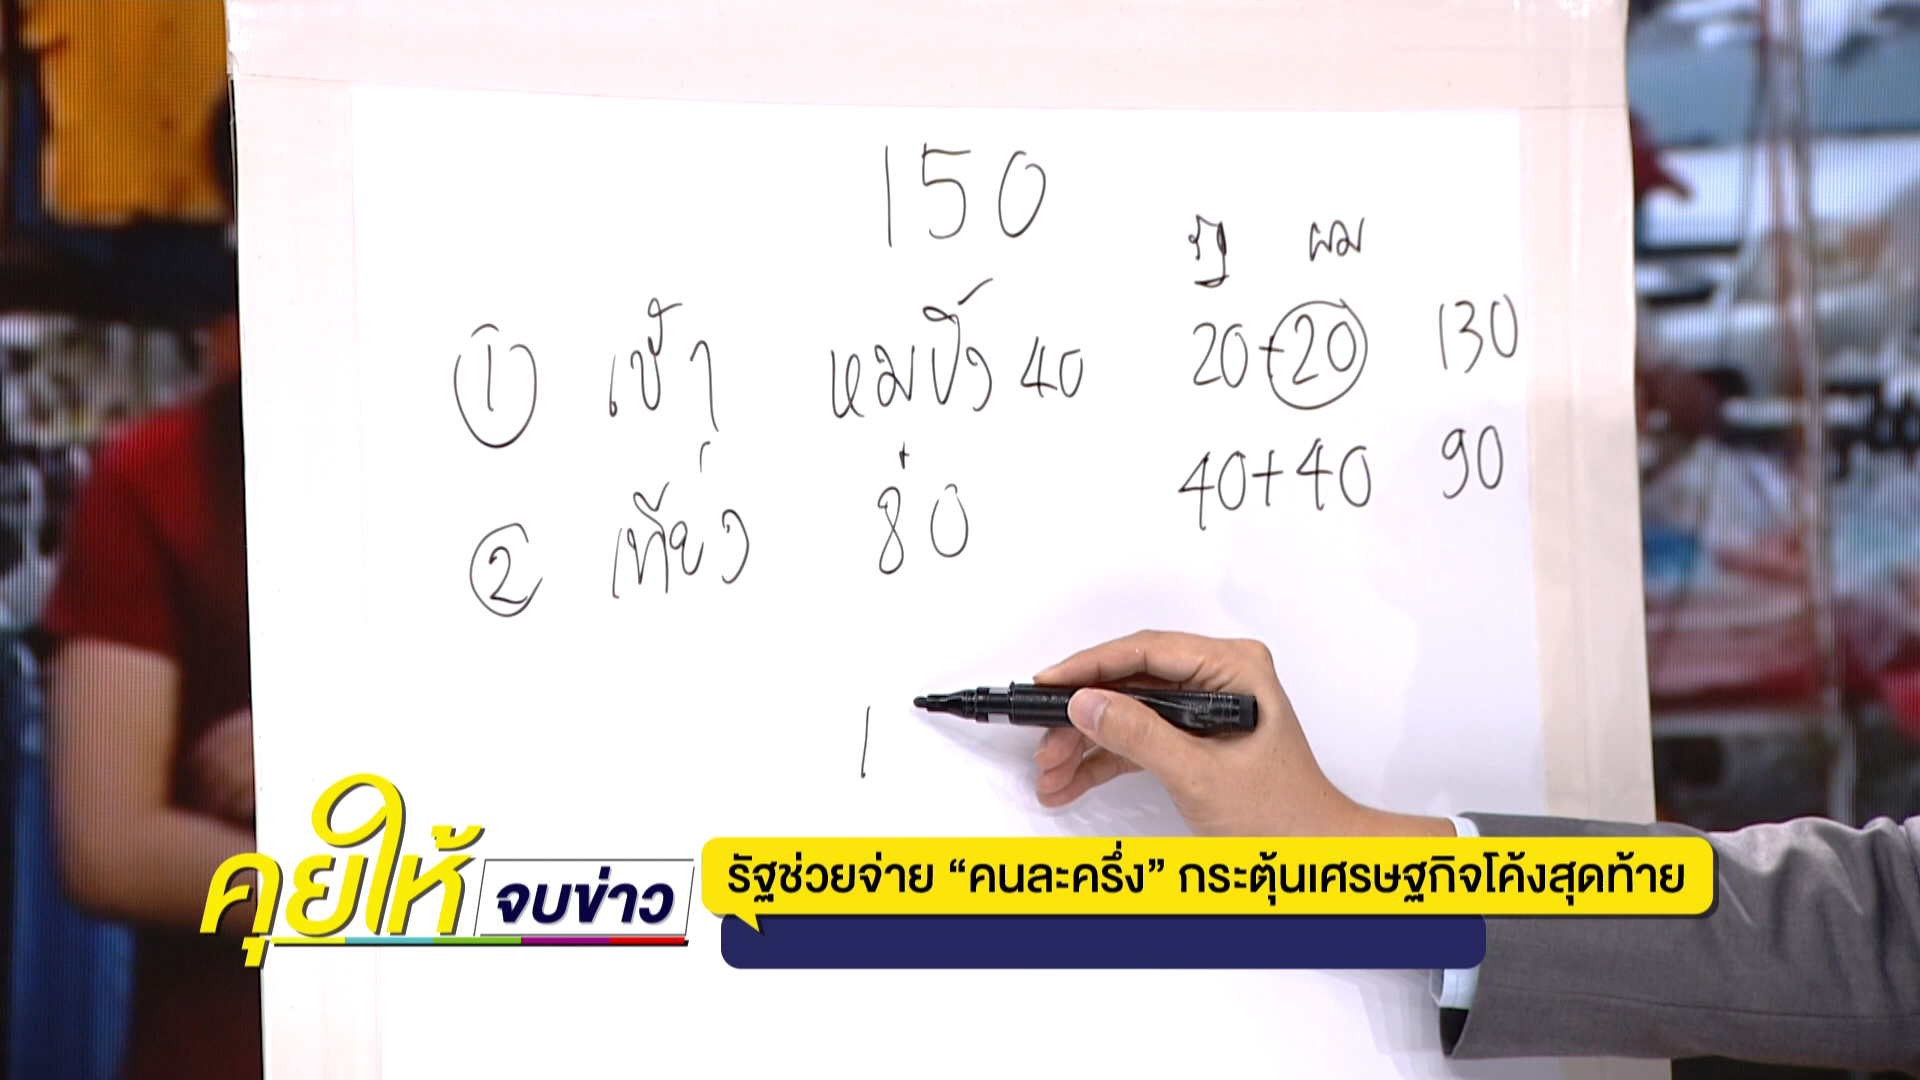 150
รัฐ ผม
① เช้า หมูปิ้ง 40 20+20 130
② เที่ยง 80 40+40 90
1
คุยให้
จบข่าว
รัฐช่วยจ่าย “คนละครึ่ง” กระตุ้นเศรษฐกิจโค้งสุดท้าย